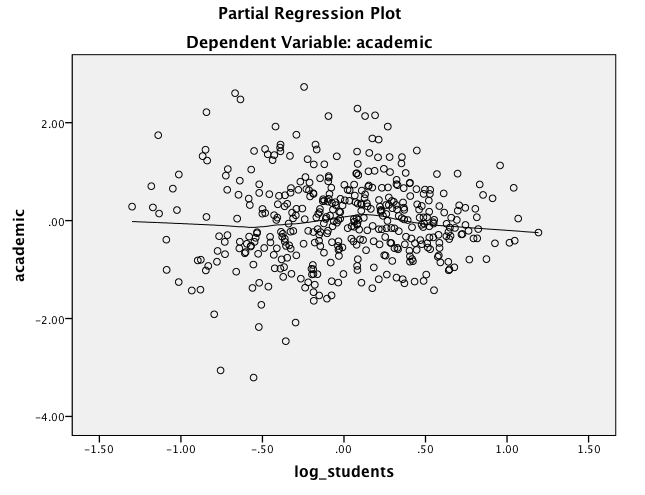 Partial Regression Plot
Dependent Variable: academic
academic
2.00
.00
-2.00
-4.00
-1.50 -1.00 -.50 .00 .50 1.00 1.50
log_students